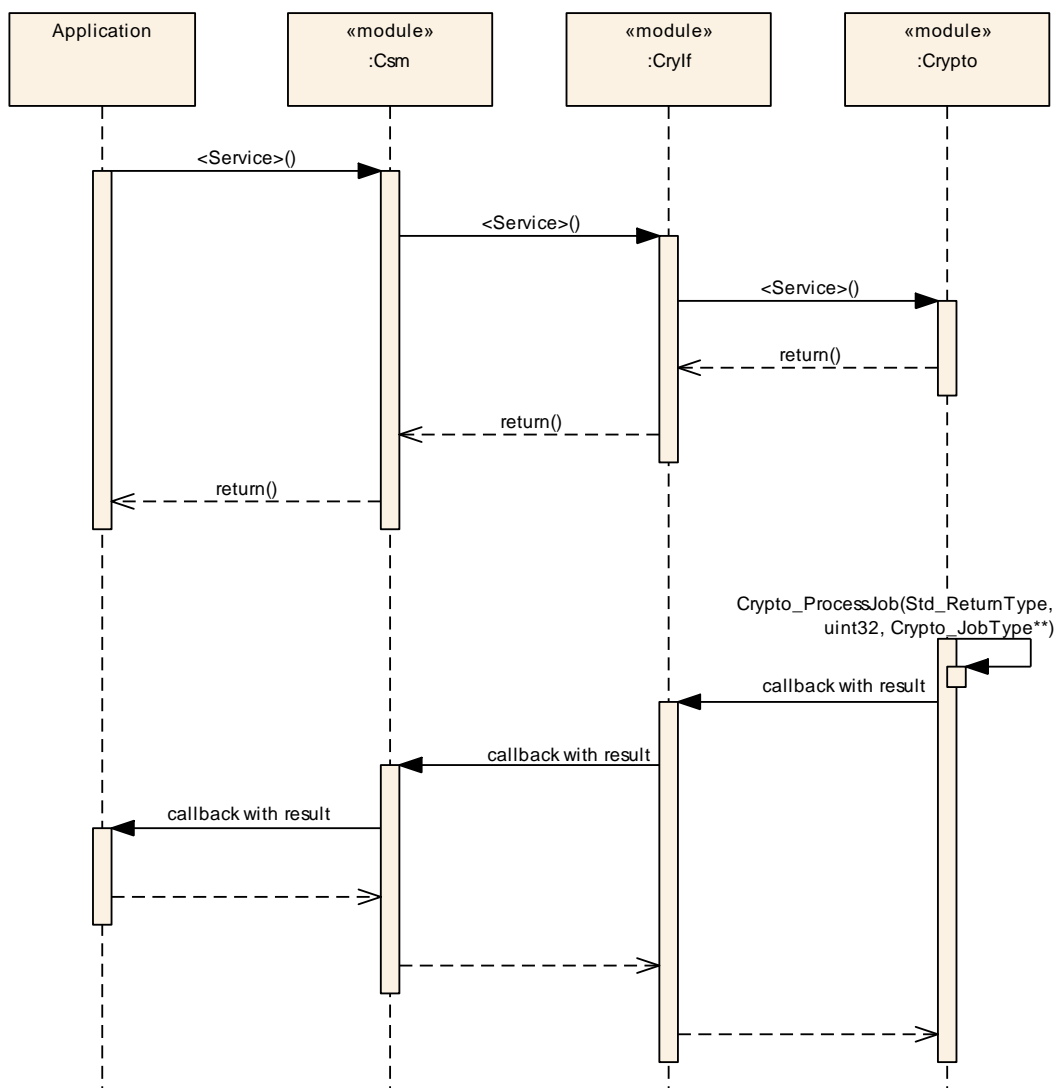 Application
«module»
:Csm
«module»
:CryIf
«module»
:Crypto
<Service>()
<Service>()
<Service>()
return()
return()
return()
Crypto_ProcessJob(Std_ReturnType,
uint32, Crypto_JobType**)
callback with result
callback with result
callback with result